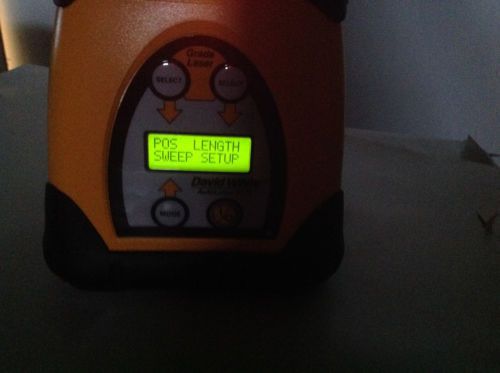 Grade
Laser
SELECT SELECT
POS LENGTH
SWEEP SETUP
David White
MODE